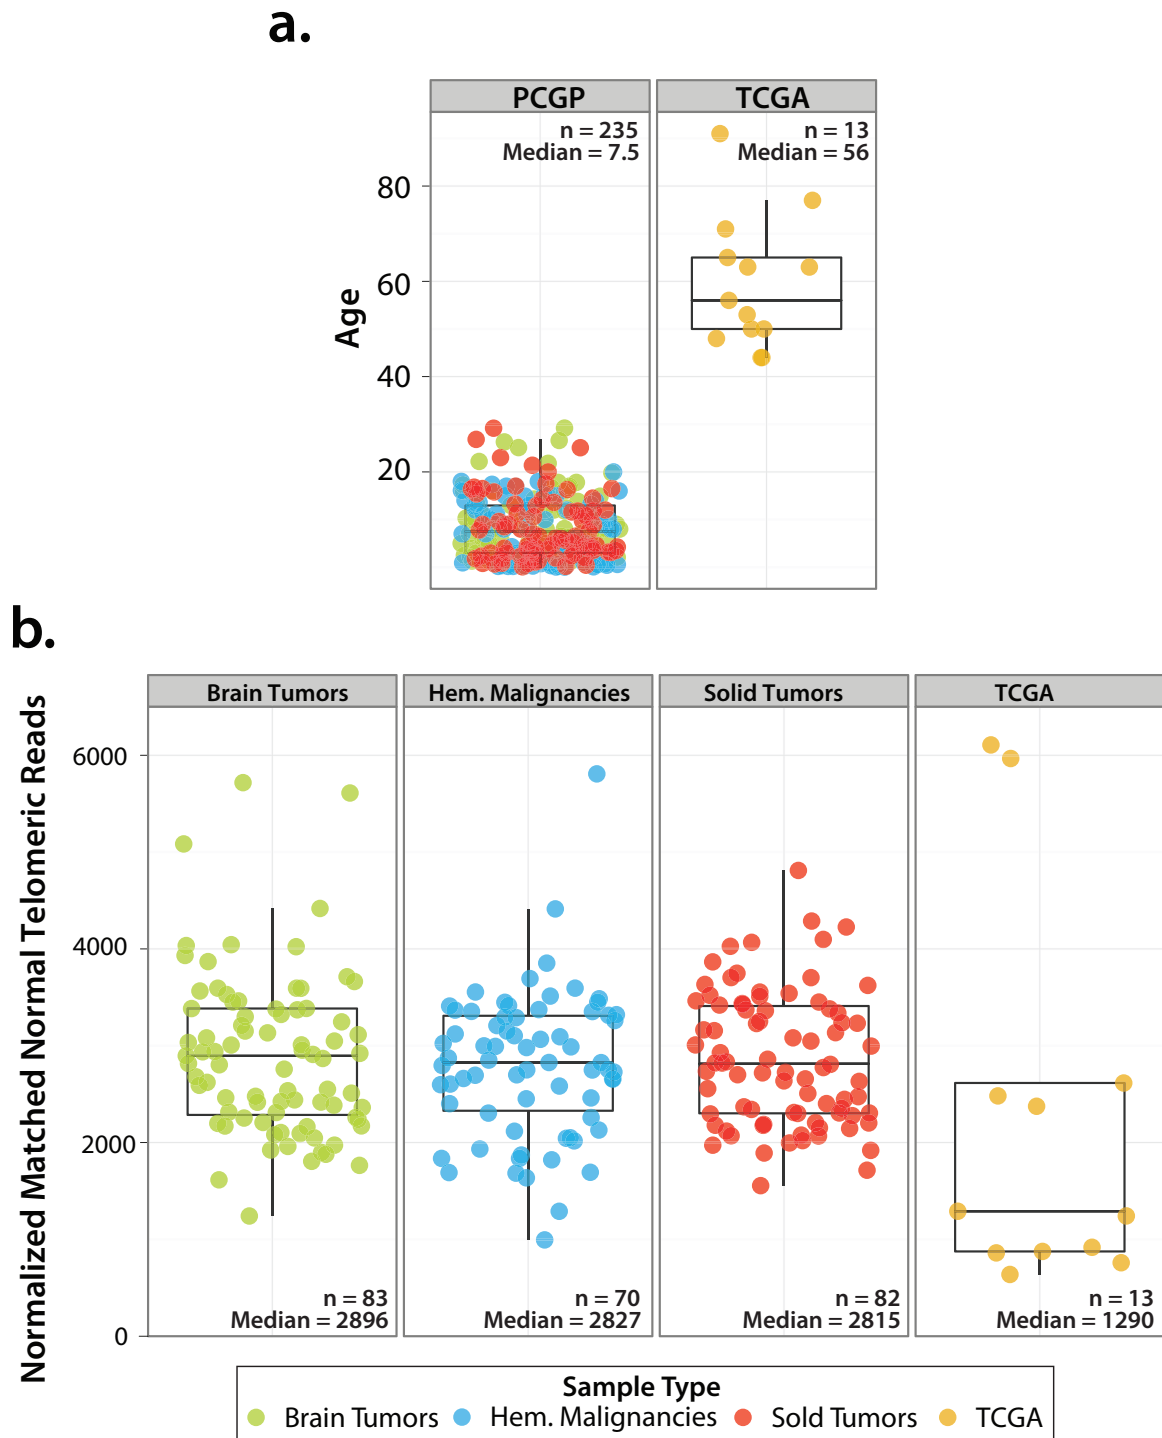 a.
PCGP
TCGA
n = 235
Median = 7.5
n = 13
Median = 56
Age
80
60
40
20
b.
Normalized Matched Normal Telomeric Reads
Brain Tumors
Hem. Malignancies
Solid Tumors
TCGA
6000
4000
2000
0
n = 83
Median = 2896
n = 70
Median = 2827
n = 82
Median = 2815
n = 13
Median = 1290
Sample Type
Brain Tumors
Hem. Malignancies
Sold Tumors
TCGA